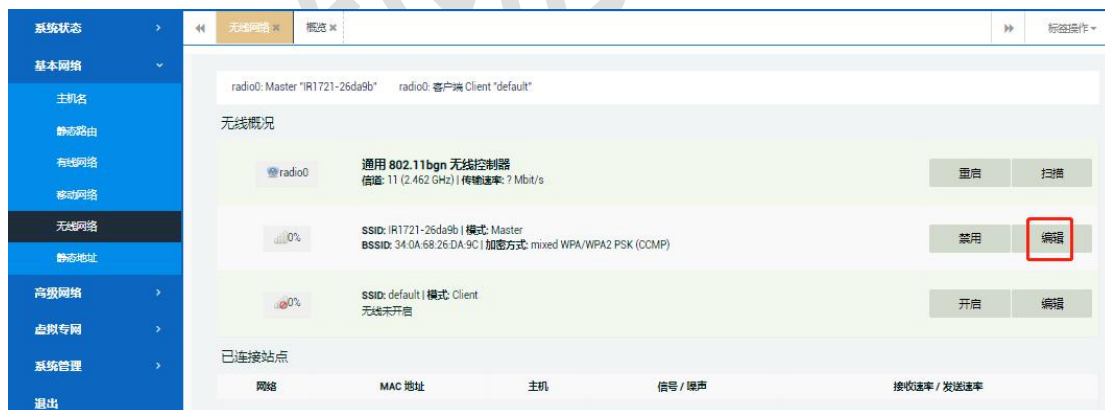 系统状态
基本网络
主机名
静态路由
有线网络
移动网络
无线网络
静态地址
高级网络
虚拟专网
系统管理
退出
无线网络 概览 标签操作
radio0: Master "IR1721-26da9b" radio0: 客户端 Client "default"
无线概况
radio0
通用 802.11bgn 无线控制器
信道: 11 (2.462 GHz) | 传输速率: ? Mbit/s
重启 扫描
0%
SSID: IR1721-26da9b | 模式: Master
BSSID: 34:0A:68:26:DA:9C | 加密方式: mixed WPA/WPA2 PSK (CCMP)
禁用 编辑
0%
SSID: default | 模式: Client
无线未开启
开启 编辑
已连接站点
网络 MAC 地址 主机 信号 / 噪声 接收速率 / 发送速率